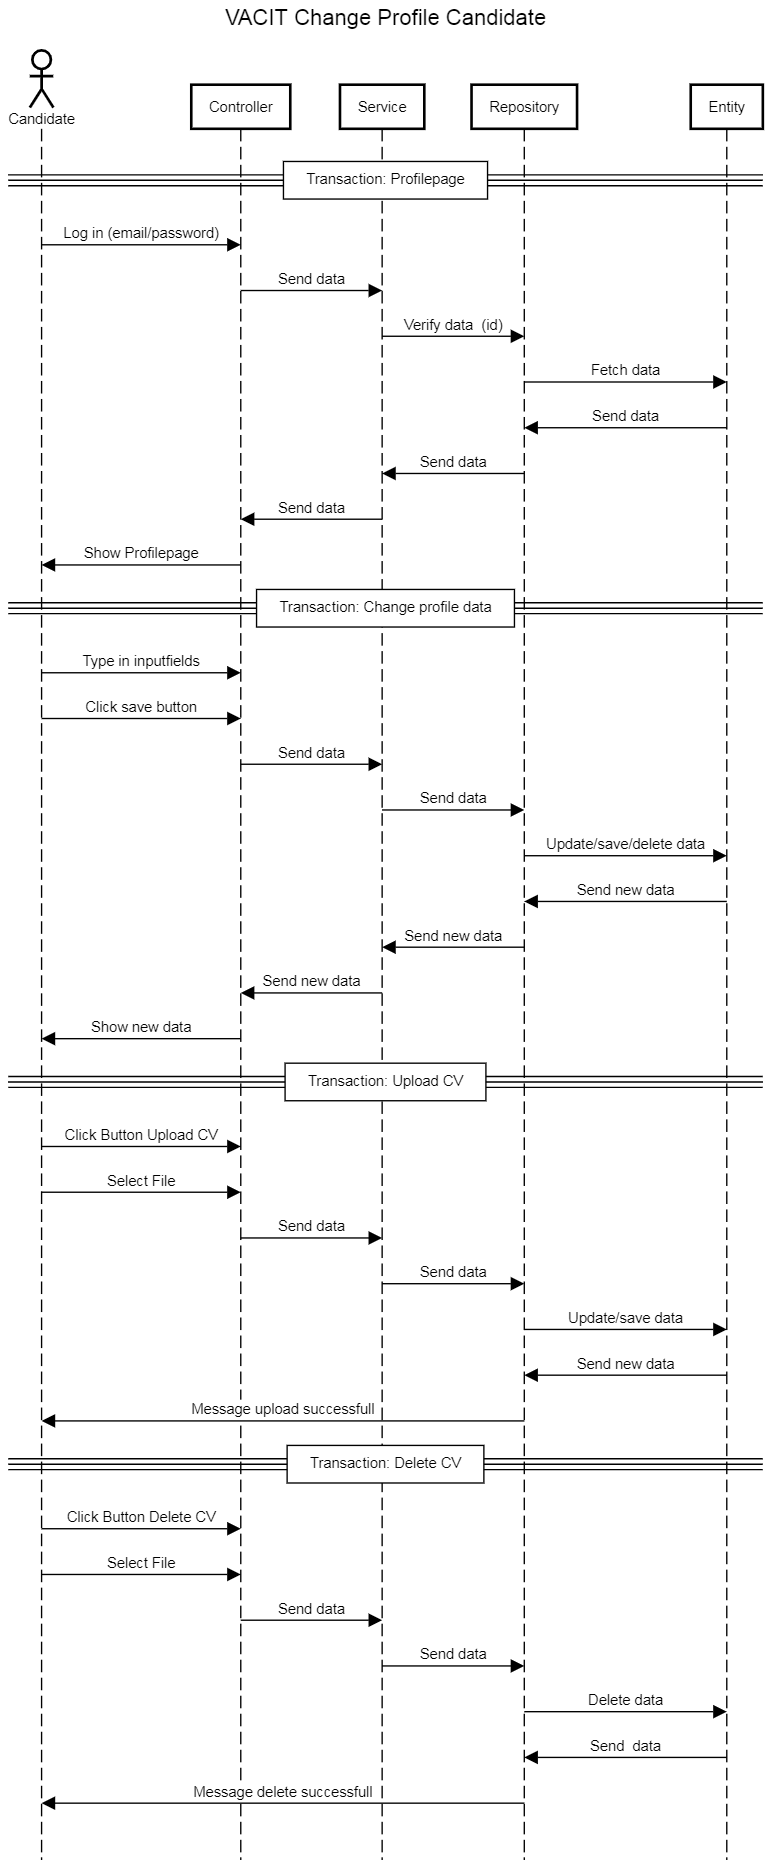 VACIT Change Profile Candidate
Candidate
Controller
Service
Repository
Entity
Transaction: Profilepage
Log in (email/password)
Send data
Verify data  (id)
Fetch data
Send data
Send data
Send data
Show Profilepage
Transaction: Change profile data
Type in inputfields
Click save button
Send data
Send data
Update/save/delete data
Send new data
Send new data
Send new data
Show new data
Transaction: Upload CV
Click Button Upload CV
Select File
Send data
Send data
Update/save data
Send new data
Message upload successfull
Transaction: Delete CV
Click Button Delete CV
Select File
Send data
Send data
Delete data
Send  data
Message delete successfull